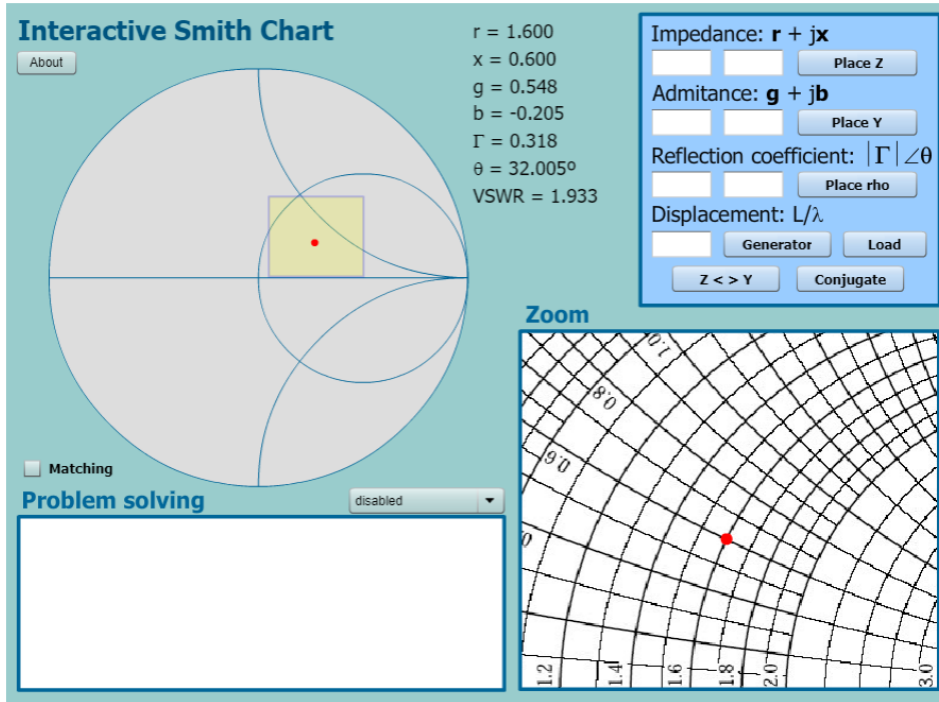 Interactive Smith Chart
About
r = 1.600
x = 0.600
g = 0.548
b = -0.205
Γ = 0.318
θ = 32.005º
VSWR = 1.933
Impedance: r + jx
Place Z
Admitance: g + jb
Place Y
Reflection coefficient: |Γ|∠θ
Place rho
Displacement: L/λ
Generator Load
Z < > Y Conjugate
Matching
Problem solving
disabled
Zoom
1.0
0.8
0.6
1.2 1.4 1.6 1.8 2.0 3.0